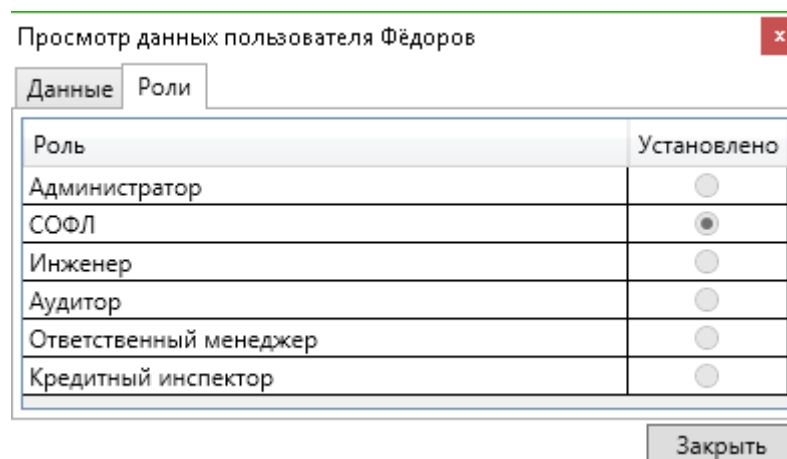 Просмотр данных пользователя Фёдоров
x
Данные Роли
Роль Установлено
Администратор
СОФЛ
Инженер
Аудитор
Ответственный менеджер
Кредитный инспектор
Закрыть